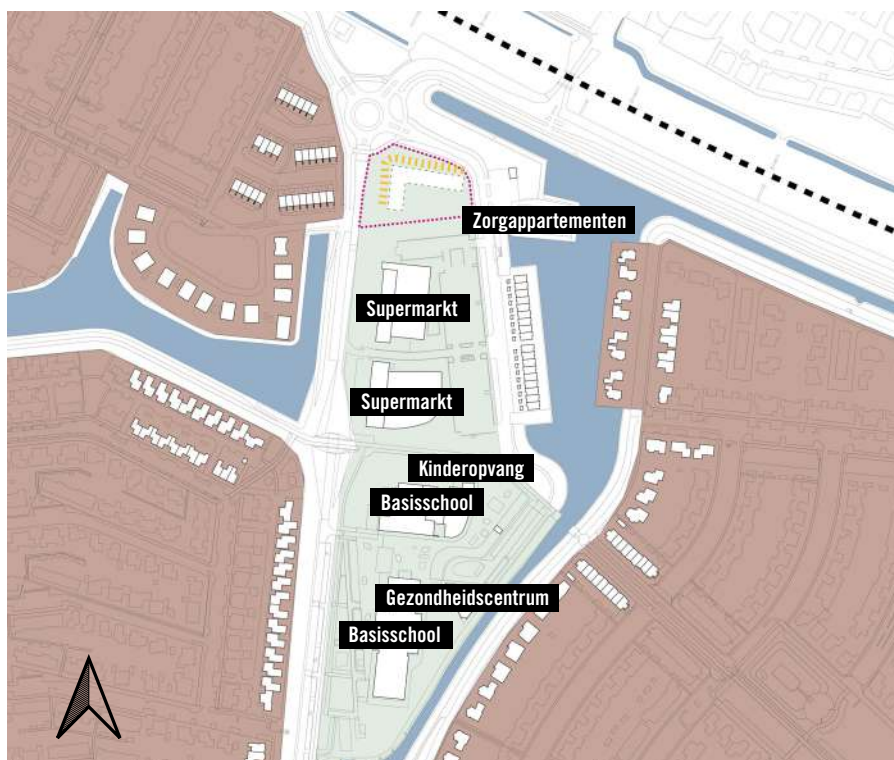 Zorgappartementen
Supermarkt
Supermarkt
Kinderopvang
Basisschool
Gezondheidscentrum
Basisschool